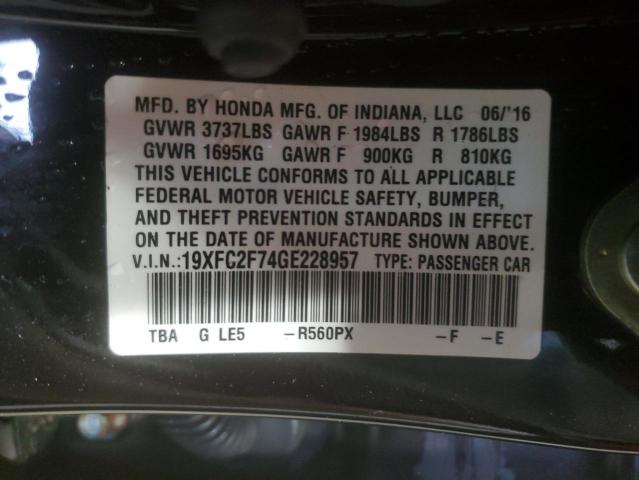 MFD. BY HONDA MFG. OF INDIANA, LLC 06/'16
GVWR 3737LBS GAWR F 1984LBS R 1786LBS
GVWR 1695KG GAWR F 900KG R 810KG
THIS VEHICLE CONFORMS TO ALL APPLICABLE
FEDERAL MOTOR VEHICLE SAFETY, BUMPER,
AND THEFT PREVENTION STANDARDS IN EFFECT
ON THE DATE OF MANUFACTURE SHOWN ABOVE.
V.I.N.:19XFC2F74GE228957 TYPE: PASSENGER CAR
TBA G LE5 -R560PX -F -E